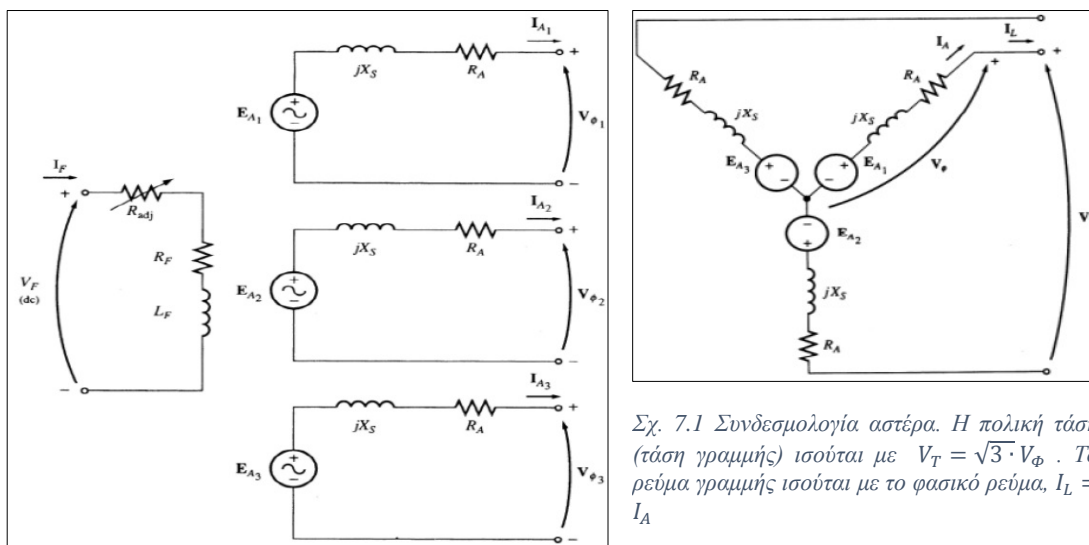 I_A1
+
jX_S
R_A
E_A1
V_ϕ1
−
I_F
+
R_adj
R_F
V_F
(dc)
L_F
−
I_A2
+
jX_S
R_A
E_A2
V_ϕ2
−
I_A3
+
jX_S
R_A
E_A3
V_ϕ3
−
I_L
I_A
+
+
R_A
R_A
jX_S
jX_S
E_A3
+
−
+
−
E_A1
V_ϕ
−
+
E_A2
V
jX_S
R_A
−
Σχ. 7.1 Συνδεσμολογία αστέρα. Η πολική τάση
(τάση γραμμής) ισούται με V_T = √3 · V_Φ . Το
ρεύμα γραμμής ισούται με το φασικό ρεύμα, I_L =
I_A